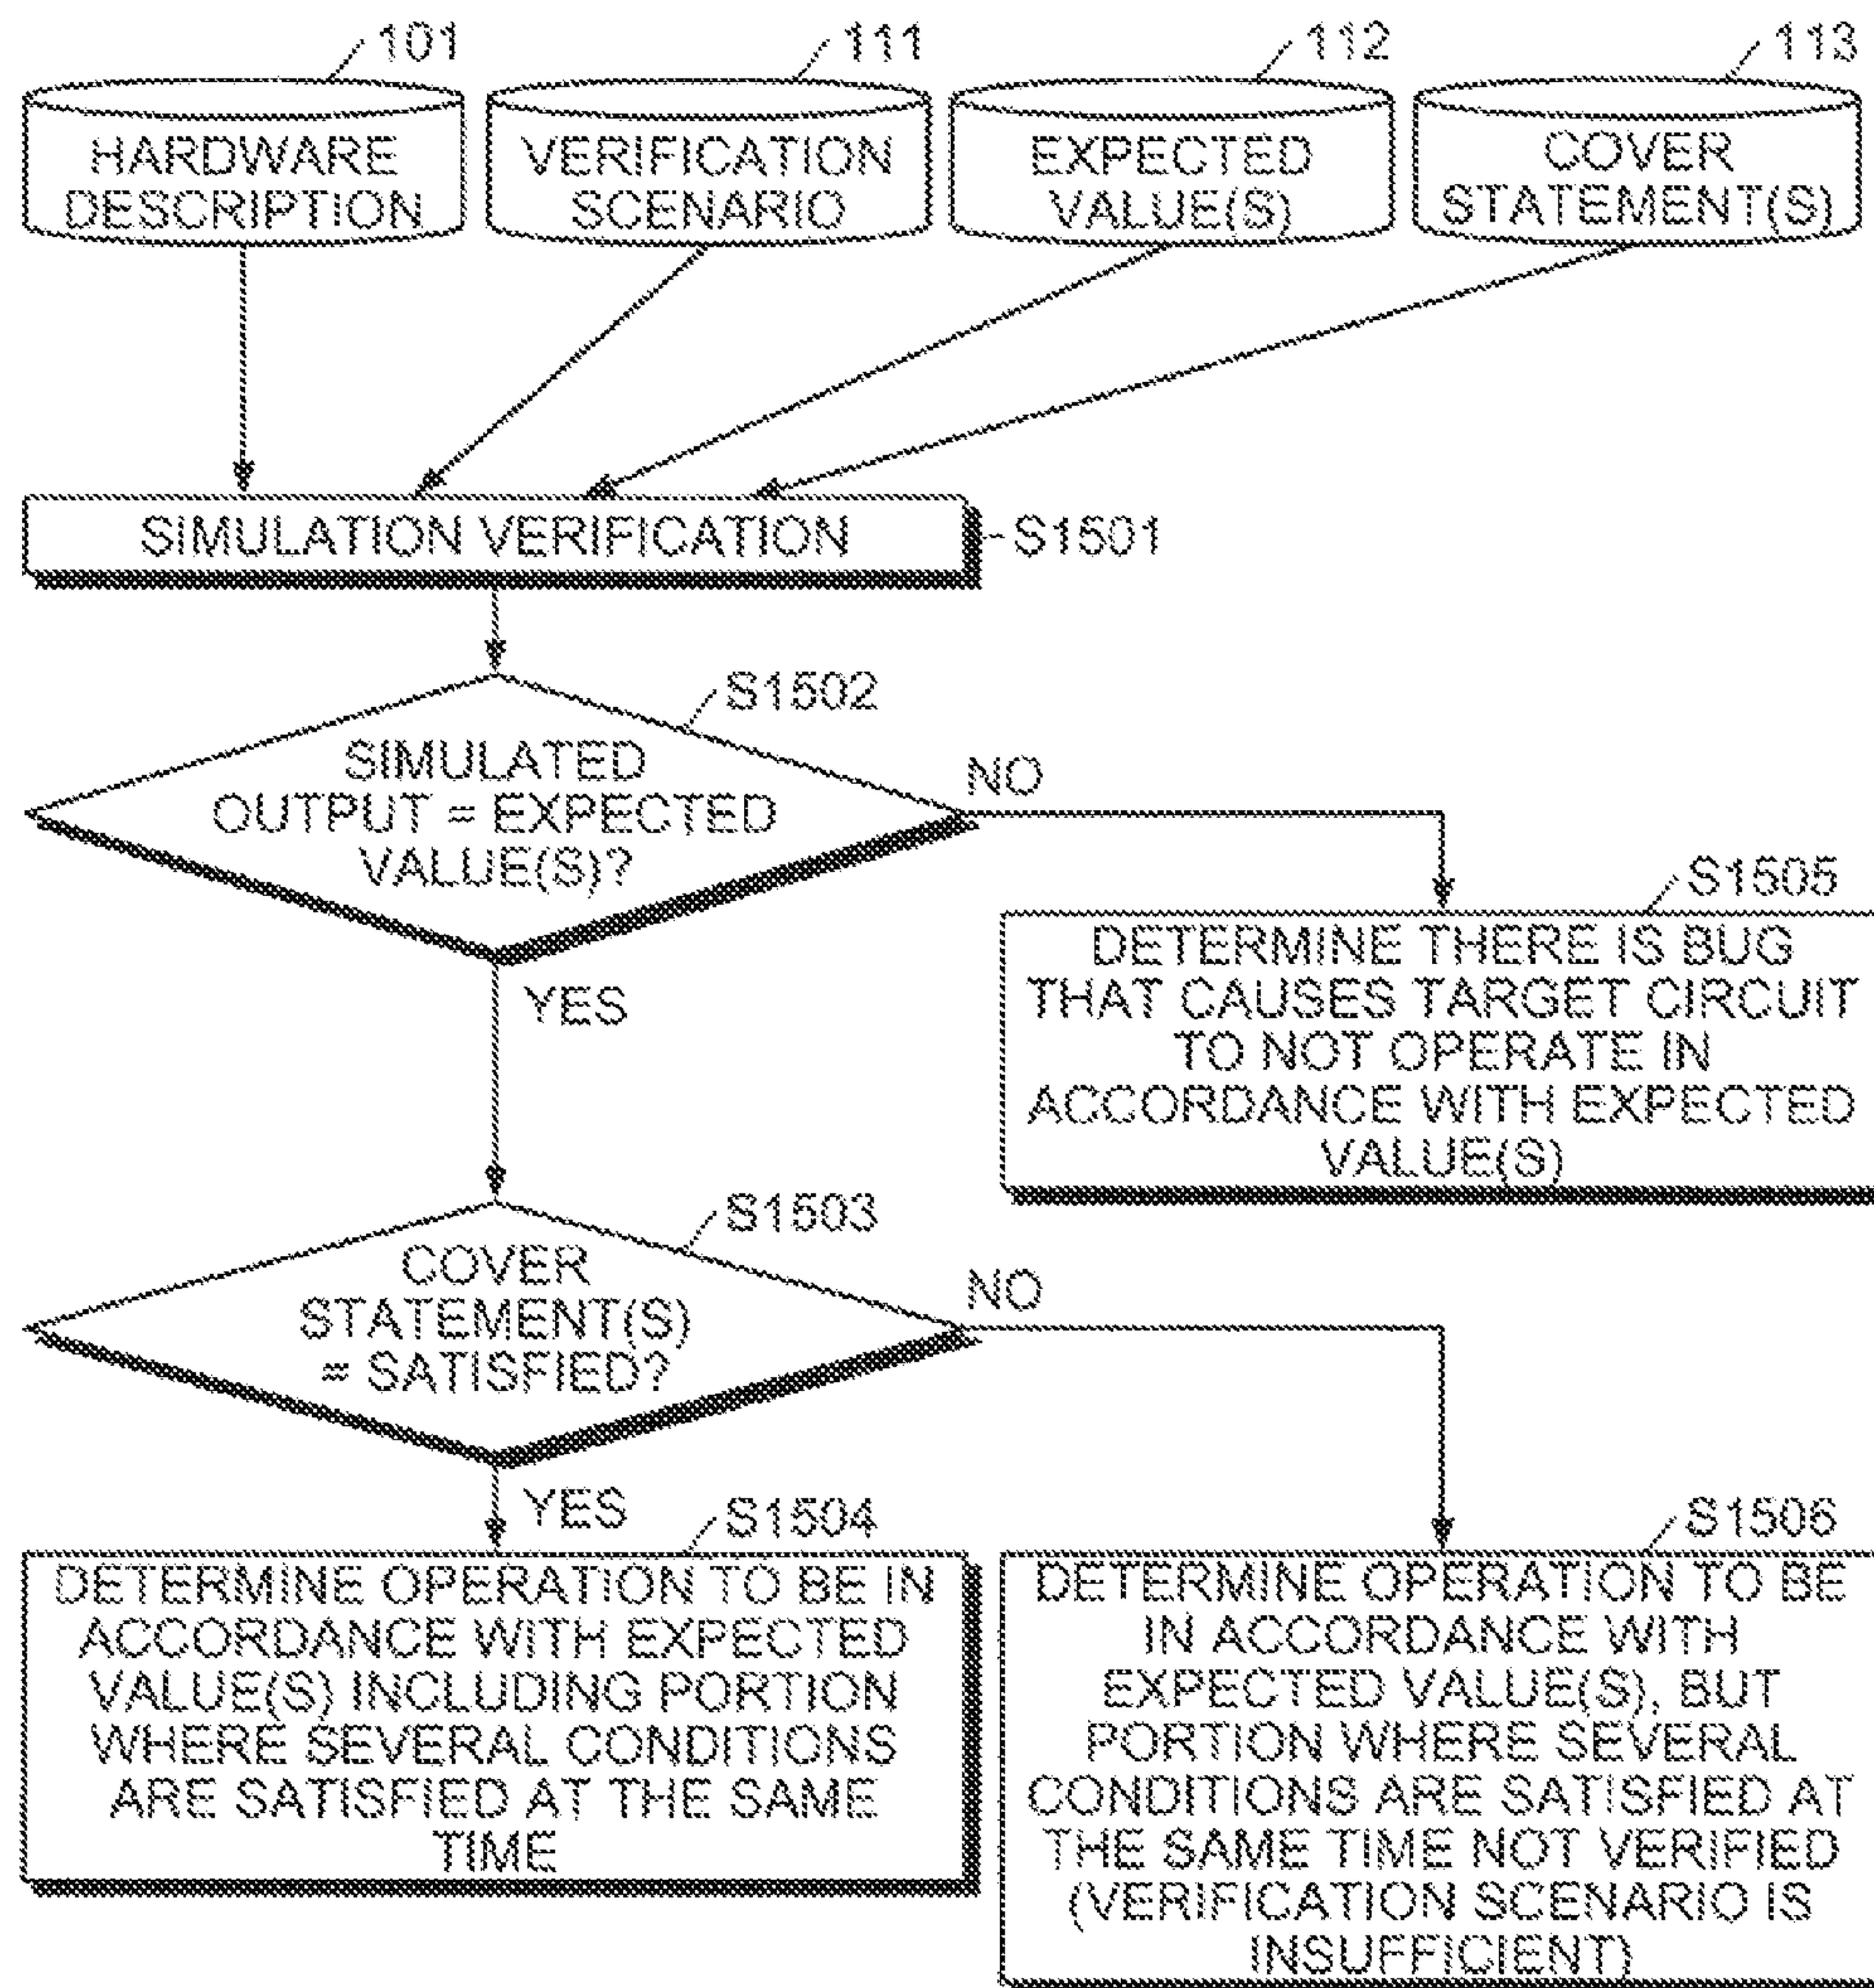 101
111
112
113
HARDWARE
DESCRIPTION
VERIFICATION
SCENARIO
EXPECTED
VALUE(S)
COVER
STATEMENT(S)
SIMULATION VERIFICATION
S1501
S1502
SIMULATED
OUTPUT = EXPECTED
VALUE(S)?
NO
YES
S1505
DETERMINE THERE IS BUG
THAT CAUSES TARGET CIRCUIT
TO NOT OPERATE IN
ACCORDANCE WITH EXPECTED
VALUE(S)
S1503
COVER
STATEMENT(S)
= SATISFIED?
NO
YES
S1504
DETERMINE OPERATION TO BE IN
ACCORDANCE WITH EXPECTED
VALUE(S) INCLUDING PORTION
WHERE SEVERAL CONDITIONS
ARE SATISFIED AT THE SAME
TIME
S1506
DETERMINE OPERATION TO BE
IN ACCORDANCE WITH
EXPECTED VALUE(S), BUT
PORTION WHERE SEVERAL
CONDITIONS ARE SATISFIED AT
THE SAME TIME NOT VERIFIED
(VERIFICATION SCENARIO IS
INSUFFICIENT)